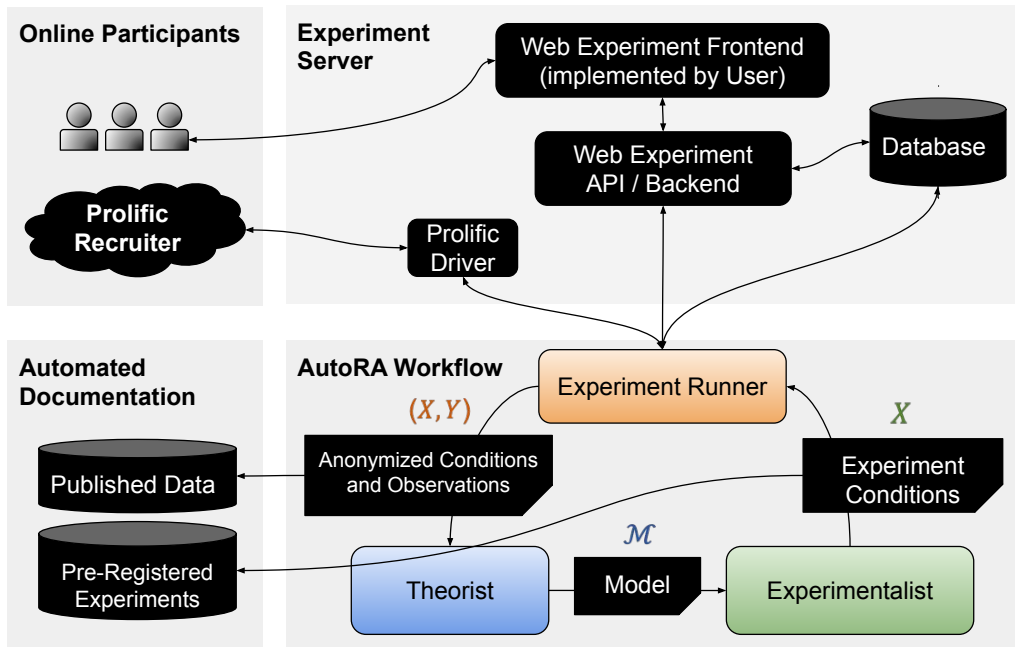 Online Participants
Prolific
Recruiter
Experiment
Server
Web Experiment Frontend
(implemented by User)
Web Experiment
API / Backend
Database
Prolific
Driver
Automated
Documentation
Published Data
Pre-Registered
Experiments
AutoRA Workflow
Experiment Runner
(X, Y)
X
Anonymized Conditions
and Observations
Experiment
Conditions
ℳ
Theorist
Model
Experimentalist